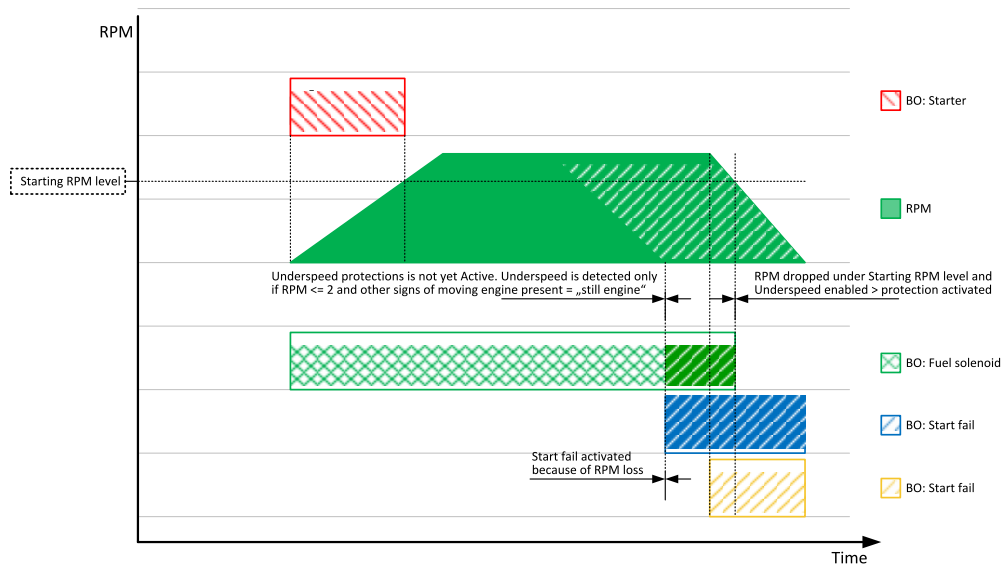 RPM
BO: Starter
Starting RPM level
RPM
Underspeed protections is not yet Active. Underspeed is detected only
if RPM <= 2 and other signs of moving engine present = „still engine“
RPM dropped under Starting RPM level and
Underspeed enabled > protection activated
BO: Fuel solenoid
BO: Start fail
Start fail activated
because of RPM loss
BO: Start fail
Time